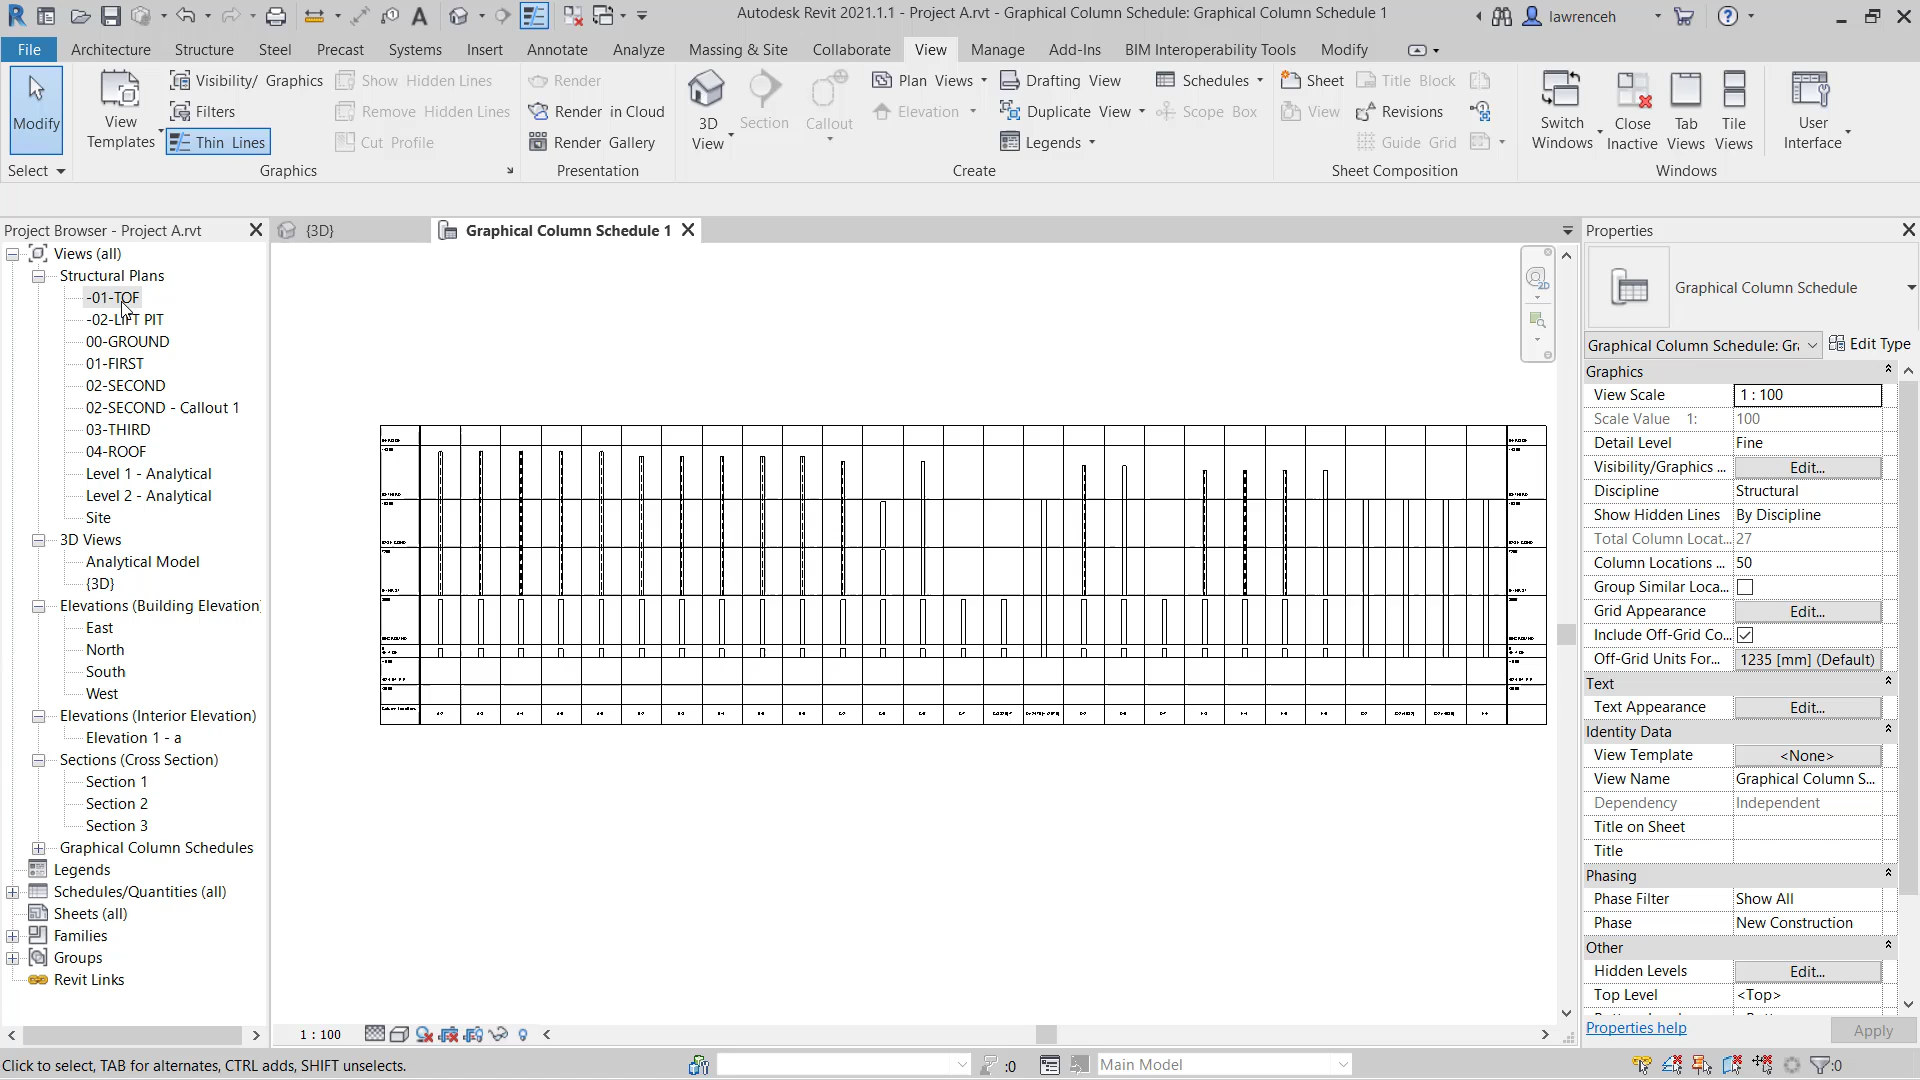 Autodesk Revit 2021.1.1 - Project A.rvt - Graphical Column Schedule: Graphical Column Schedule 1
lawrenceh
File Architecture Structure Steel Precast Systems Insert Annotate Analyze Massing & Site Collaborate View Manage Add-Ins BIM Interoperability Tools Modify
Modify
View Templates
Visibility/ Graphics
Filters
Thin Lines
Show Hidden Lines
Remove Hidden Lines
Cut Profile
Render
Render in Cloud
Render Gallery
3D View
Section
Callout
Plan Views
Elevation
Drafting View
Duplicate View
Legends
Schedules
Scope Box
Sheet
View
Title Block
Revisions
Guide Grid
Switch Windows
Close Inactive
Tab Views
Tile Views
User Interface
Select Graphics Presentation Create Sheet Composition Windows
Project Browser - Project A.rvt
Views (all)
Structural Plans
-01-TOF
-02-LIFT PIT
00-GROUND
01-FIRST
02-SECOND
02-SECOND - Callout 1
03-THIRD
04-ROOF
Level 1 - Analytical
Level 2 - Analytical
Site
3D Views
Analytical Model
{3D}
Elevations (Building Elevation)
East
North
South
West
Elevations (Interior Elevation)
Elevation 1 - a
Sections (Cross Section)
Section 1
Section 2
Section 3
Graphical Column Schedules
Legends
Schedules/Quantities (all)
Sheets (all)
Families
Groups
Revit Links
{3D}
Graphical Column Schedule 1
2D
1 : 100
Properties
Graphical Column Schedule
Graphical Column Schedule: Gra
Edit Type
Graphics
View Scale 1 : 100
Scale Value 1: 100
Detail Level Fine
Visibility/Graphics ... Edit...
Discipline Structural
Show Hidden Lines By Discipline
Total Column Locat... 27
Column Locations ... 50
Group Similar Loca...
Grid Appearance Edit...
Include Off-Grid Co...
Off-Grid Units For... 1235 [mm] (Default)
Text
Text Appearance Edit...
Identity Data
View Template <None>
View Name Graphical Column S...
Dependency Independent
Title on Sheet
Title
Phasing
Phase Filter Show All
Phase New Construction
Other
Hidden Levels Edit...
Top Level <Top>
Properties help
Apply
Click to select, TAB for alternates, CTRL adds, SHIFT unselects.
:0
Main Model
:0